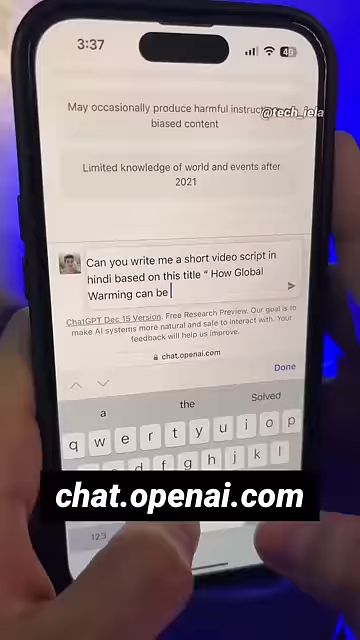 3:37
49
May occasionally produce harmful instruc
@tech_iela
biased content
Limited knowledge of world and events after
2021
Can you write me a short video script in
hindi based on this title " How Global
Warming can be
ChatGPT Dec 15 Version. Free Research Preview. Our goal is to
make AI systems more natural and safe to interact with. Your
feedback will help us improve.
chat.openai.com
Done
a the Solved
q w e r t y u i o p
d f g h j k l
chat.openai.com
123